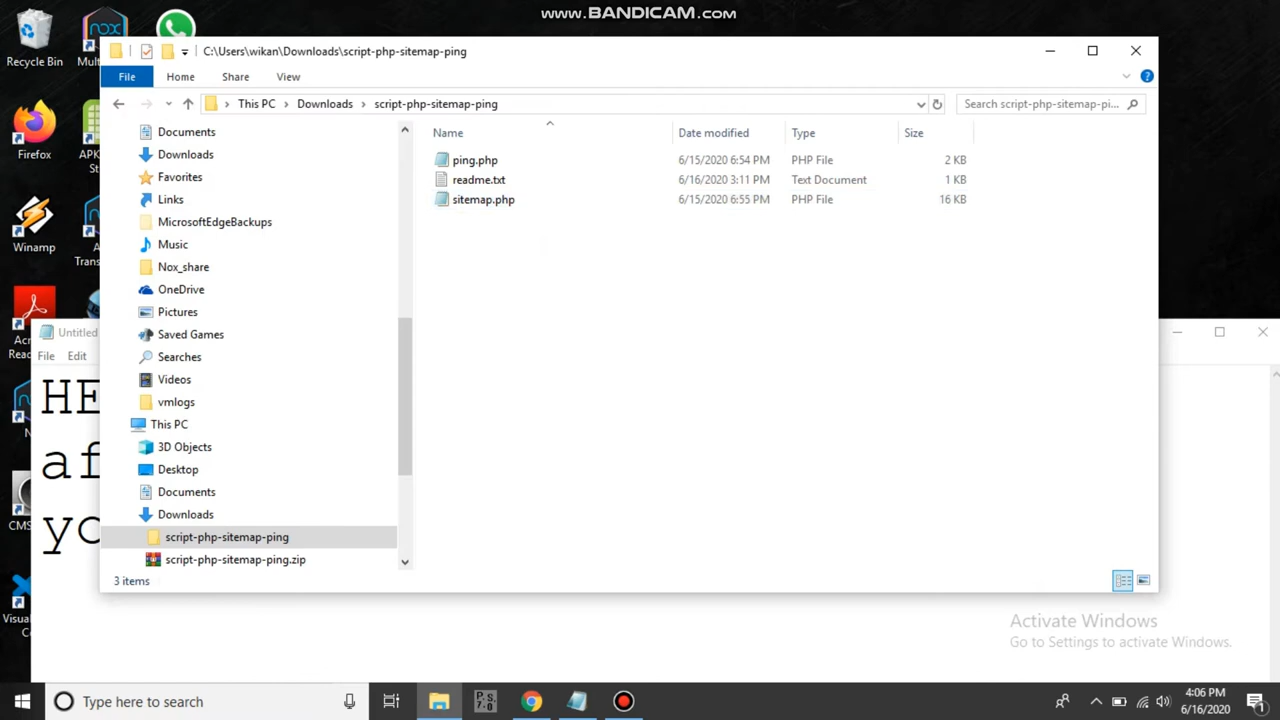 www.BANDICAM.com
Recycle Bin
Firefox
Winamp
C:\Users\wikan\Downloads\script-php-sitemap-ping
File Home Share View
This PC Downloads script-php-sitemap-ping
Search script-php-sitemap-pi...
Documents
Downloads
Favorites
Links
MicrosoftEdgeBackups
Music
Nox_share
OneDrive
Pictures
Saved Games
Searches
Videos
vmlogs
This PC
3D Objects
Desktop
Documents
Downloads
script-php-sitemap-ping
script-php-sitemap-ping.zip
Name Date modified Type Size
ping.php 6/15/2020 6:54 PM PHP File 2 KB
readme.txt 6/16/2020 3:11 PM Text Document 1 KB
sitemap.php 6/15/2020 6:55 PM PHP File 16 KB
3 items
Untitled
File Edit
HE
af
yo
Activate Windows
Go to Settings to activate Windows.
Type here to search
4:06 PM
6/16/2020